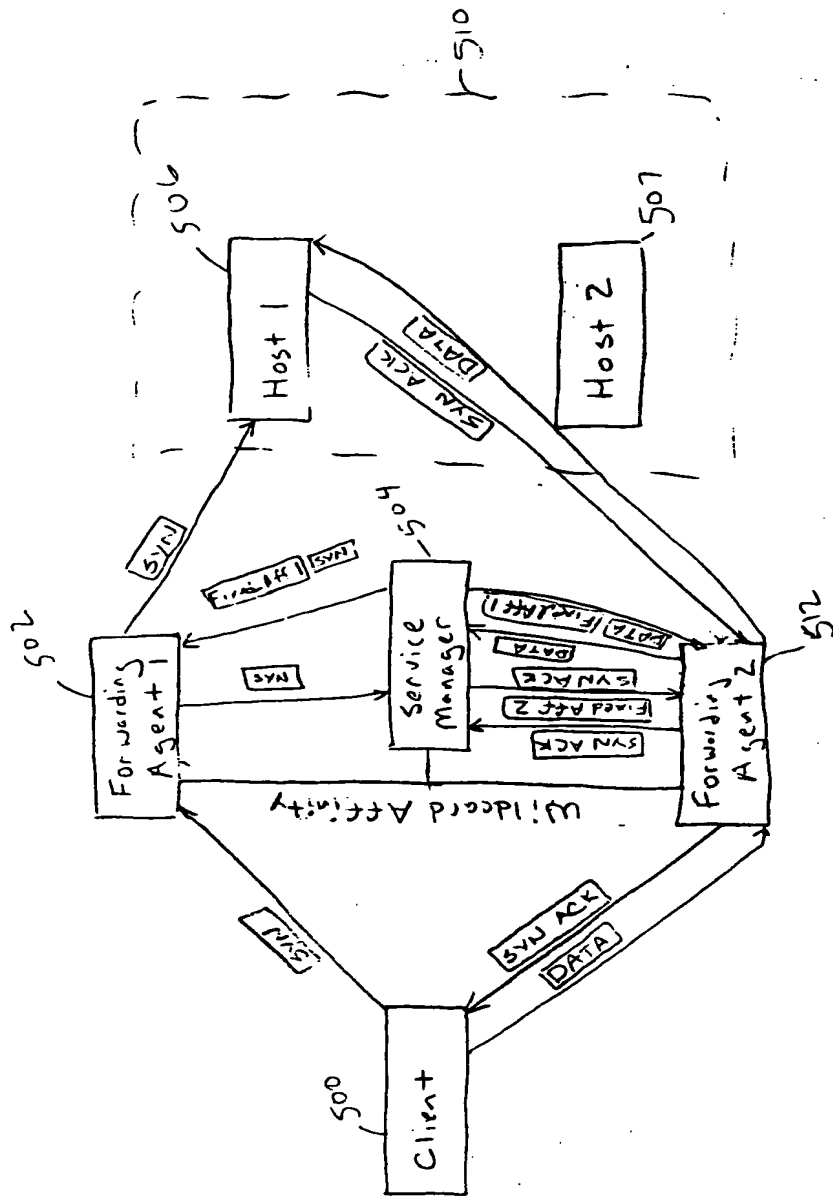 500
Client
SYN
SYN ACK
DATA
502
Forwarding
Agent 1
SYN
Fixed Aff 1
SYN
SYN
Wildcard Affinity
504
Service
Manager
SYN ACK
Fixed Aff 2
SYN ACK
DATA
DATA
Fixed Aff 1
Forwarding
Agent 2
512
SYN ACK
DATA
506
Host 1
Host 2
507
510